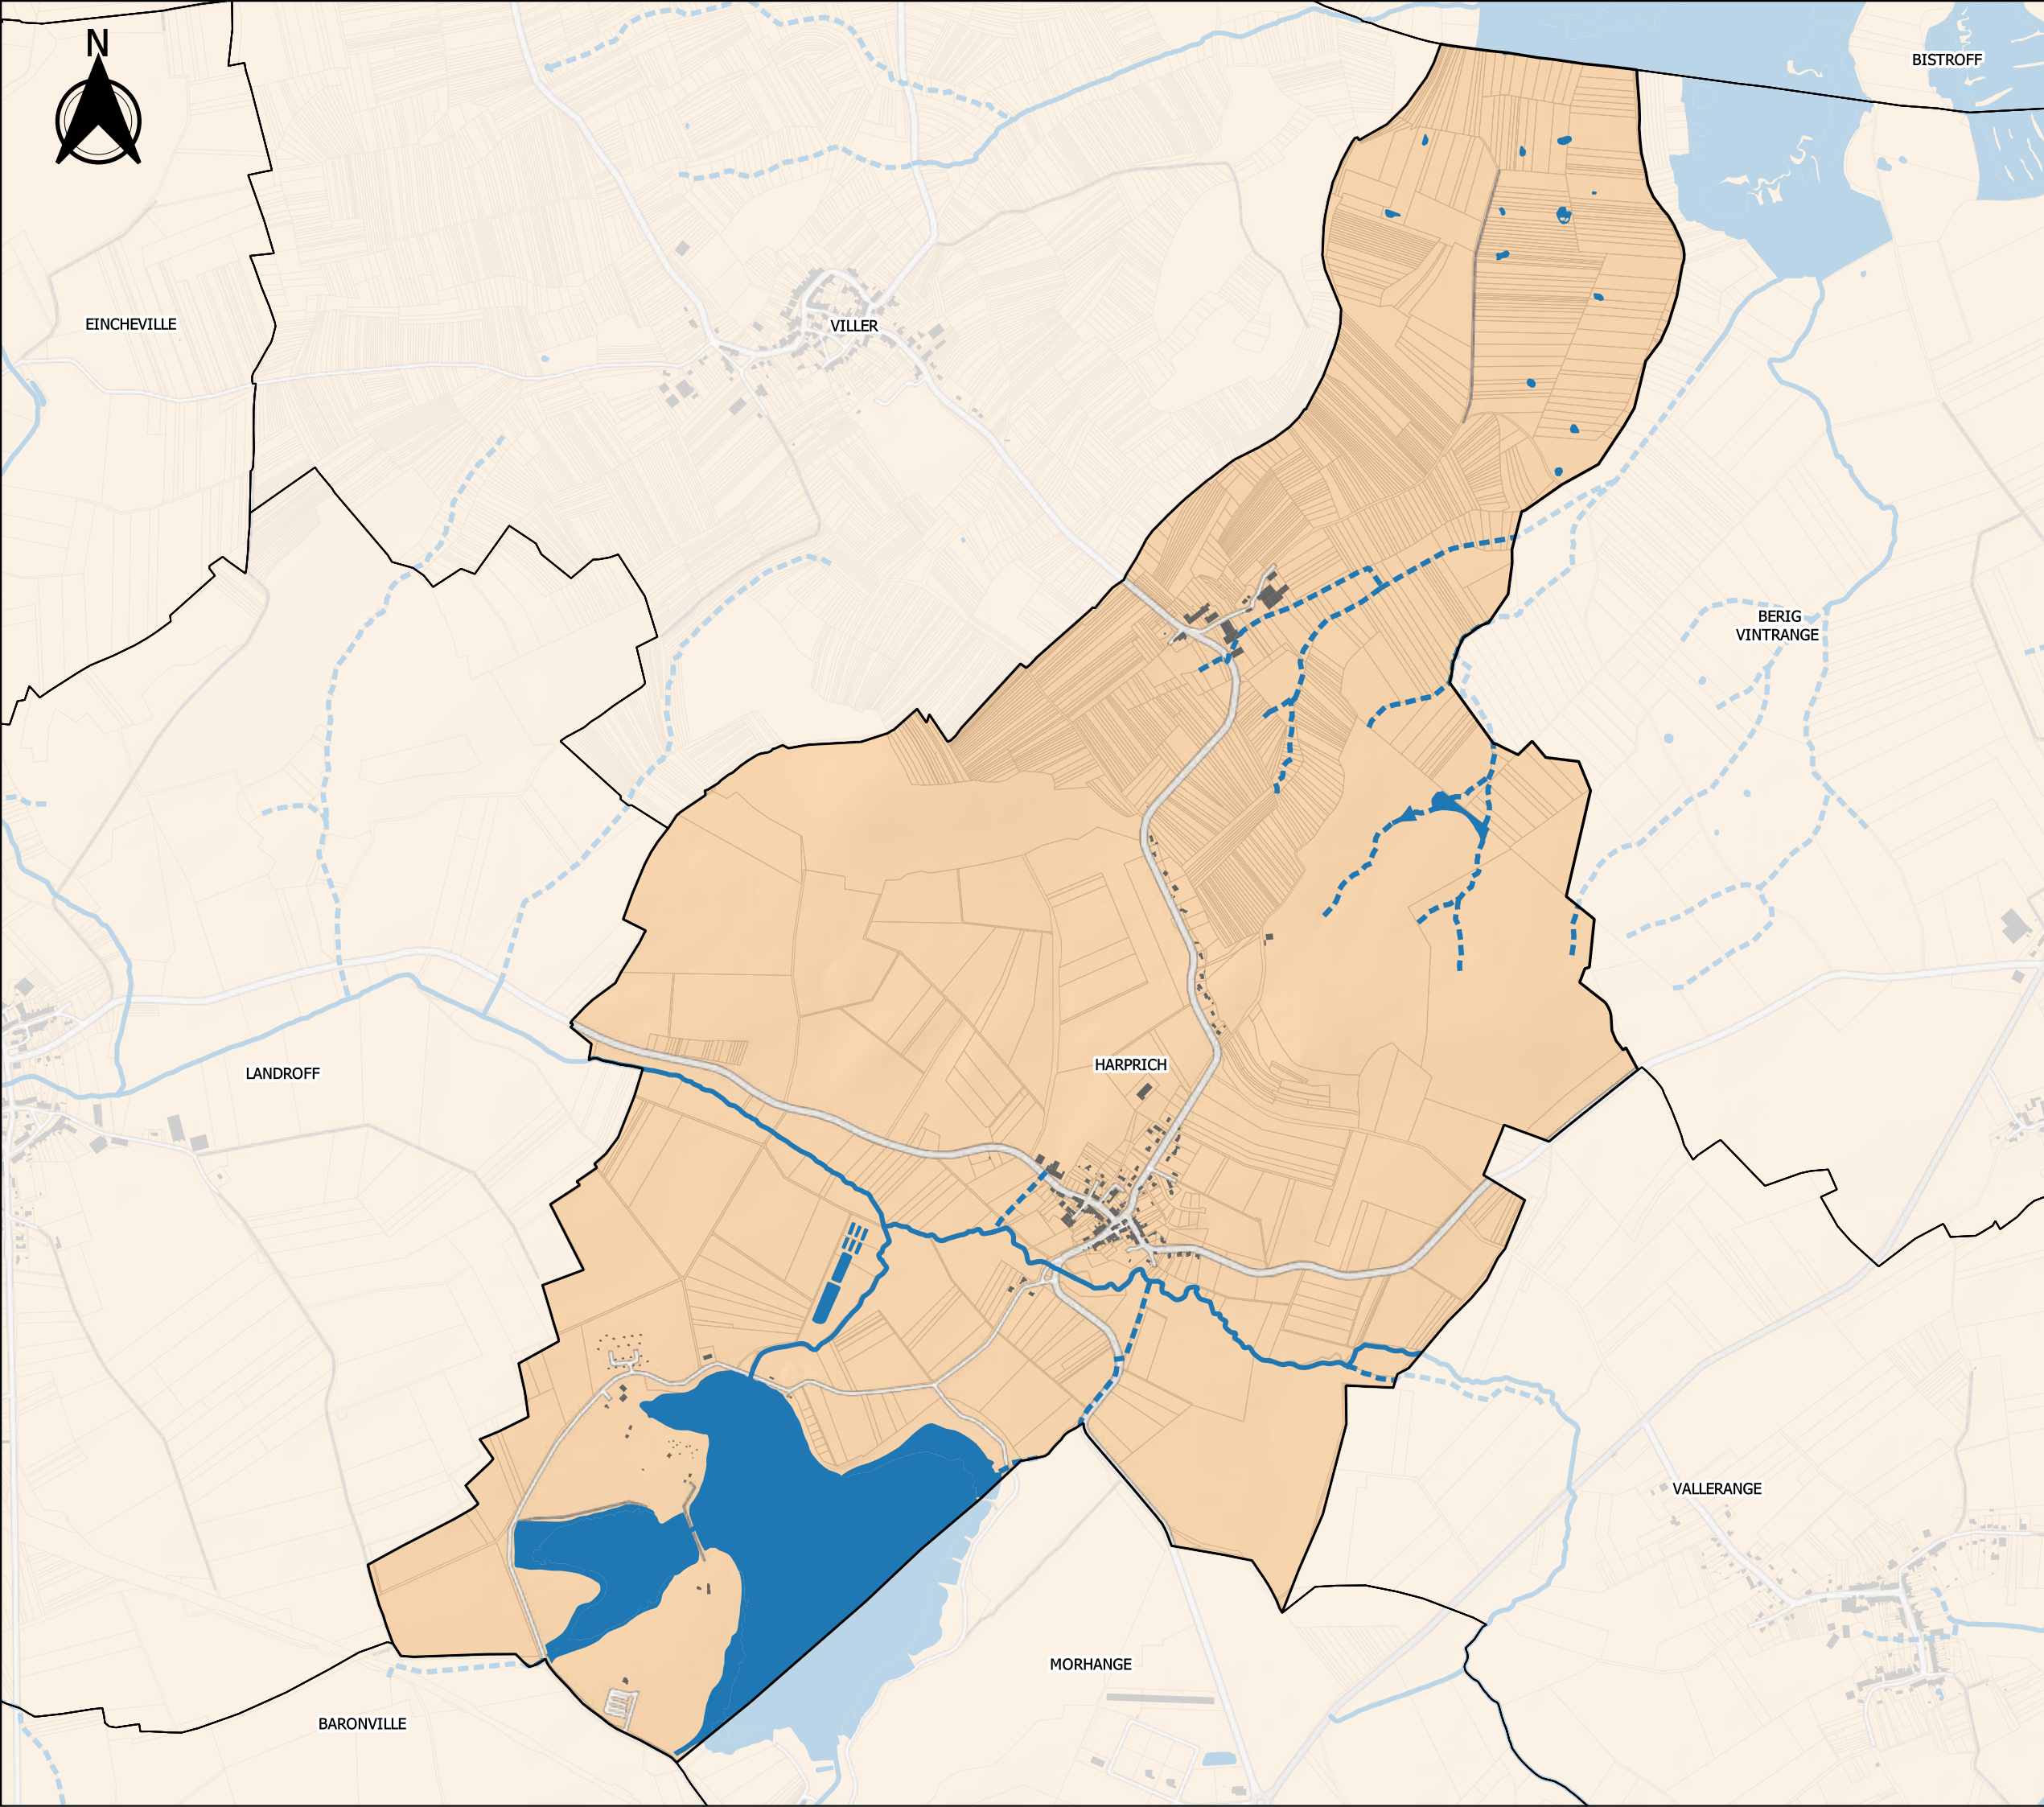 N
BISTROFF
EINCHEVILLE
VILLER
BERIG
VINTRANGE
HARPRICH
LANDROFF
VALLERANGE
MORHANGE
BARONVILLE